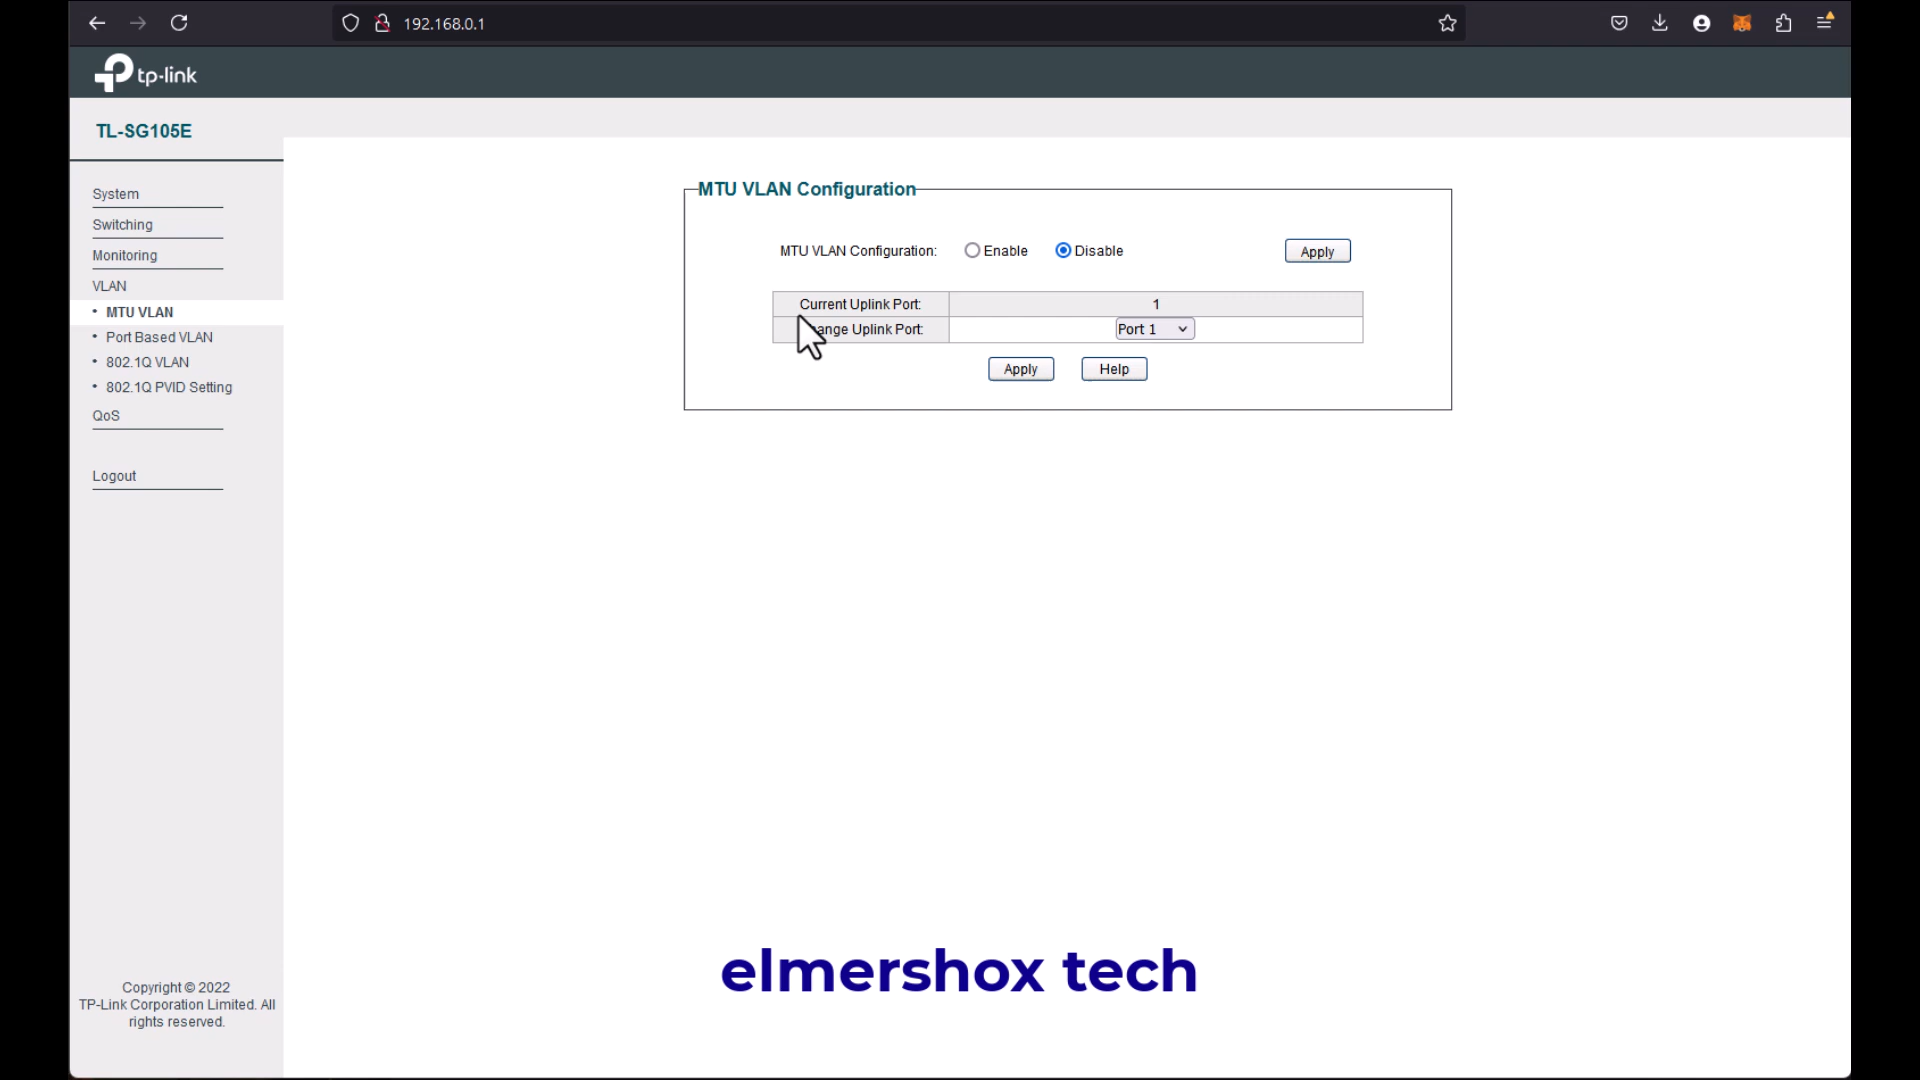 192.168.0.1
tp-link
TL-SG105E
System
Switching
Monitoring
VLAN
• MTU VLAN
• Port Based VLAN
• 802.1Q VLAN
• 802.1Q PVID Setting
QoS
Logout
Copyright © 2022
TP-Link Corporation Limited. All
rights reserved.
MTU VLAN Configuration
MTU VLAN Configuration: Enable Disable Apply
Current Uplink Port: 1
ange Uplink Port: Port 1
Apply Help
elmershox tech